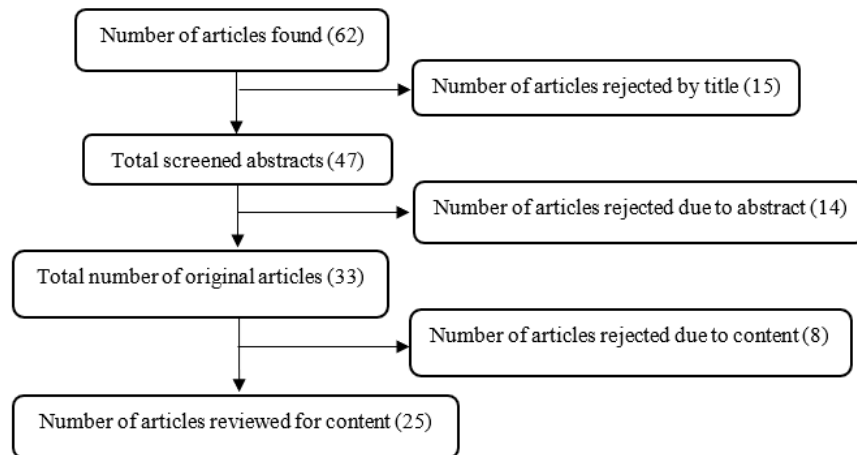 Number of articles found (62)
Number of articles rejected by title (15)
Total screened abstracts (47)
Number of articles rejected due to abstract (14)
Total number of original articles (33)
Number of articles rejected due to content (8)
Number of articles reviewed for content (25)